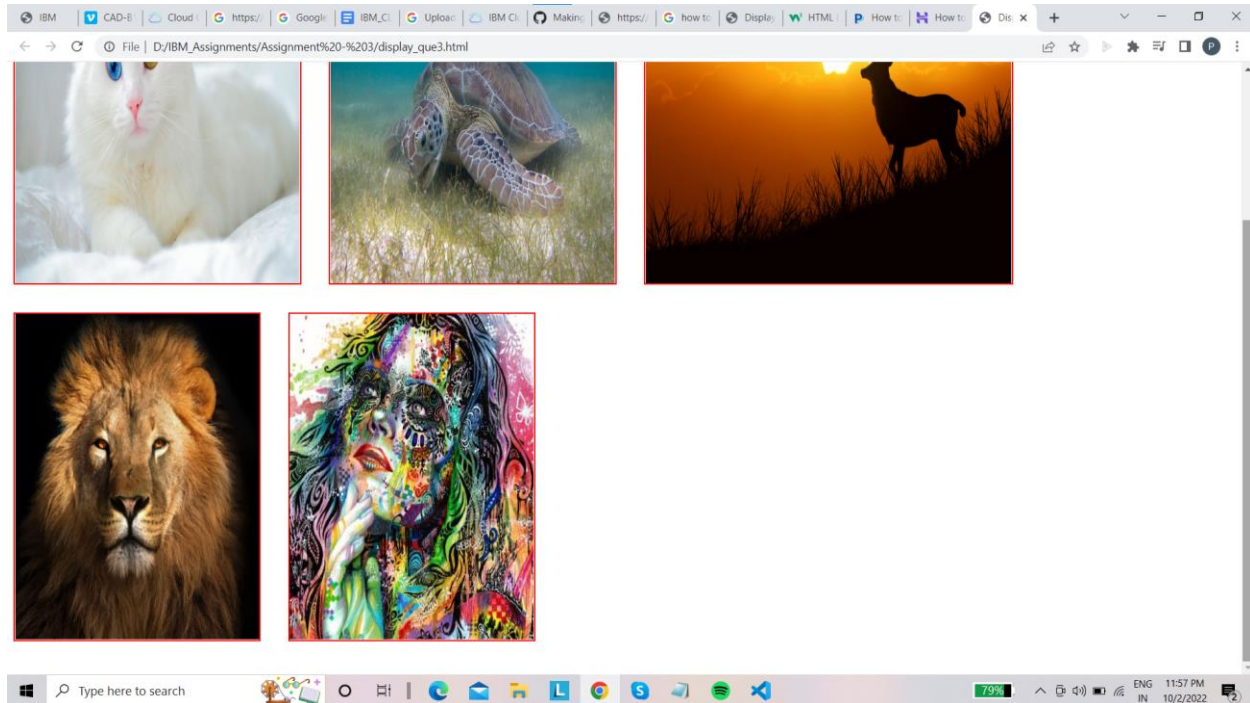 IBM CAD-B Cloud G https:// G Google IBM_Cl G Upload IBM Cl Making https:// G how to Display W HTML P How to H How to Dis × +
File | D:/IBM_Assignments/Assignment%20-%203/display_que3.html P
Type here to search L S 79% ENG 11:57 PM
IN 10/2/2022 2